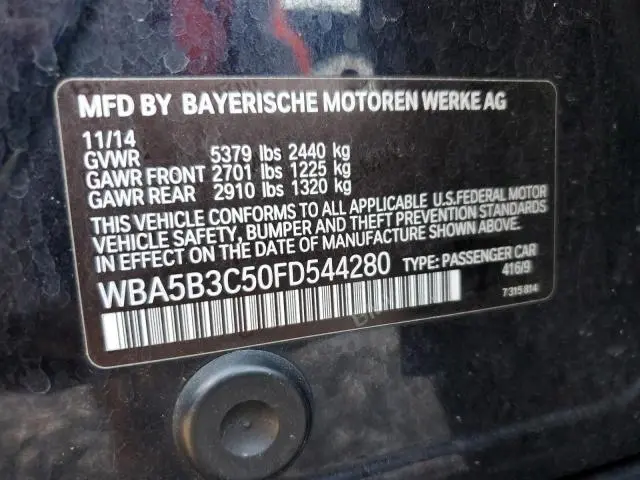 MFD BY BAYERISCHE MOTOREN WERKE AG
11/14
GVWR 5379 lbs 2440 kg
GAWR FRONT 2701 lbs 1225 kg
GAWR REAR 2910 lbs 1320 kg
THIS VEHICLE CONFORMS TO ALL APPLICABLE U.S.FEDERAL MOTOR
VEHICLE SAFETY, BUMPER, AND THEFT PREVENTION STANDARDS
IN EFFECT ON THE DATE OF MANUFACTURE SHOWN ABOVE.
WBA5B3C50FD544280 TYPE: PASSENGER CAR
416/9
7 315 814